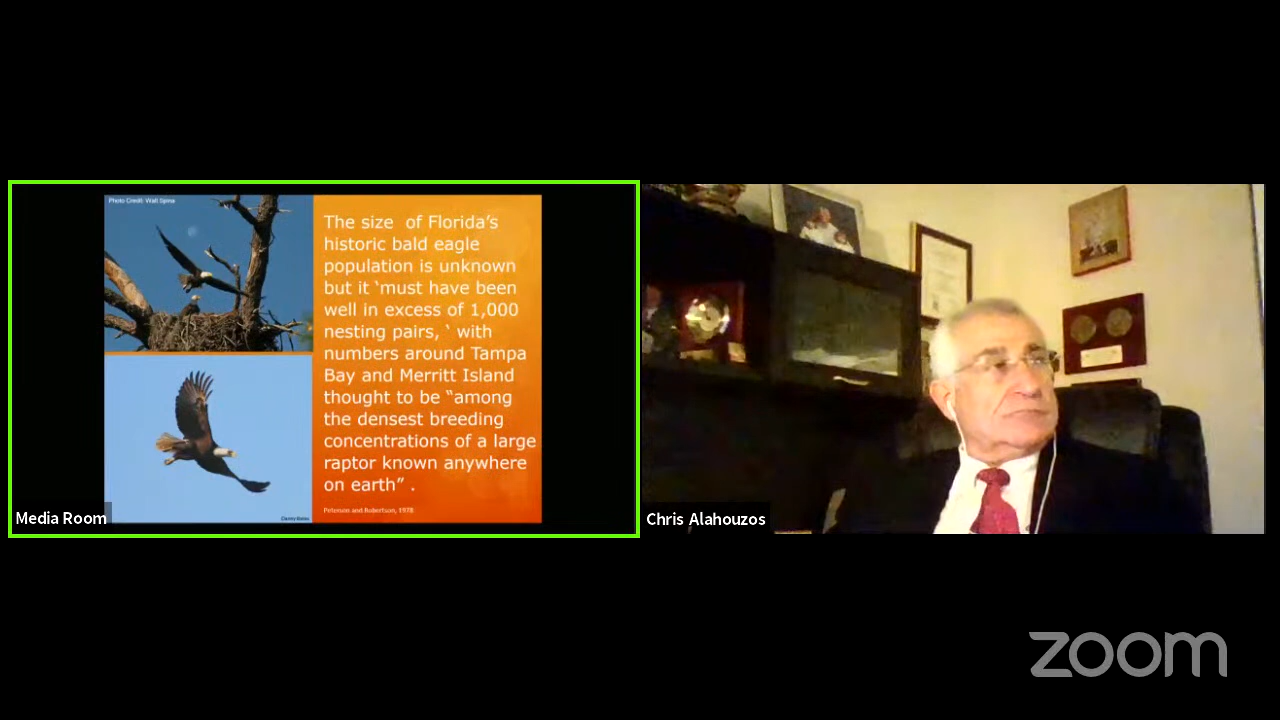 Photo Credit- Walt Spina
The size of Florida's
historic bald eagle
population is unknown
but it 'must have been
well in excess of 1,000
nesting pairs, ' with
numbers around Tampa
Bay and Merritt Island
thought to be "among
the densest breeding
concentrations of a large
raptor known anywhere
on earth" .
Peterson and Robertson, 1978
Media Room
Chris Alahouzos
zoom